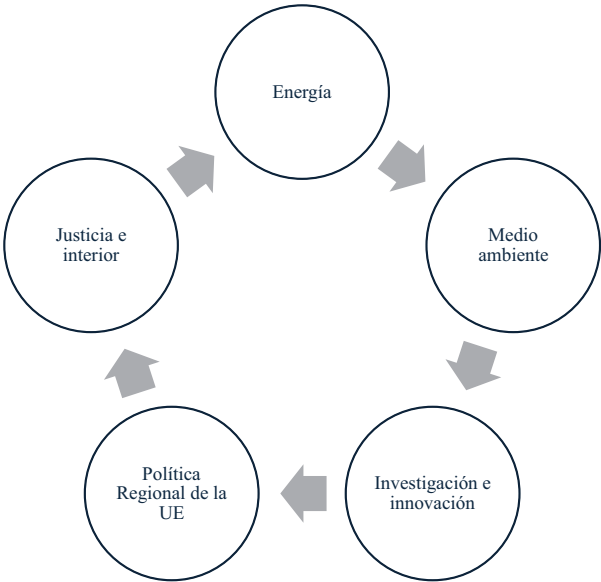 Energía
Medio
ambiente
Investigación e
innovación
Política
Regional de la
UE
Justicia e
interior